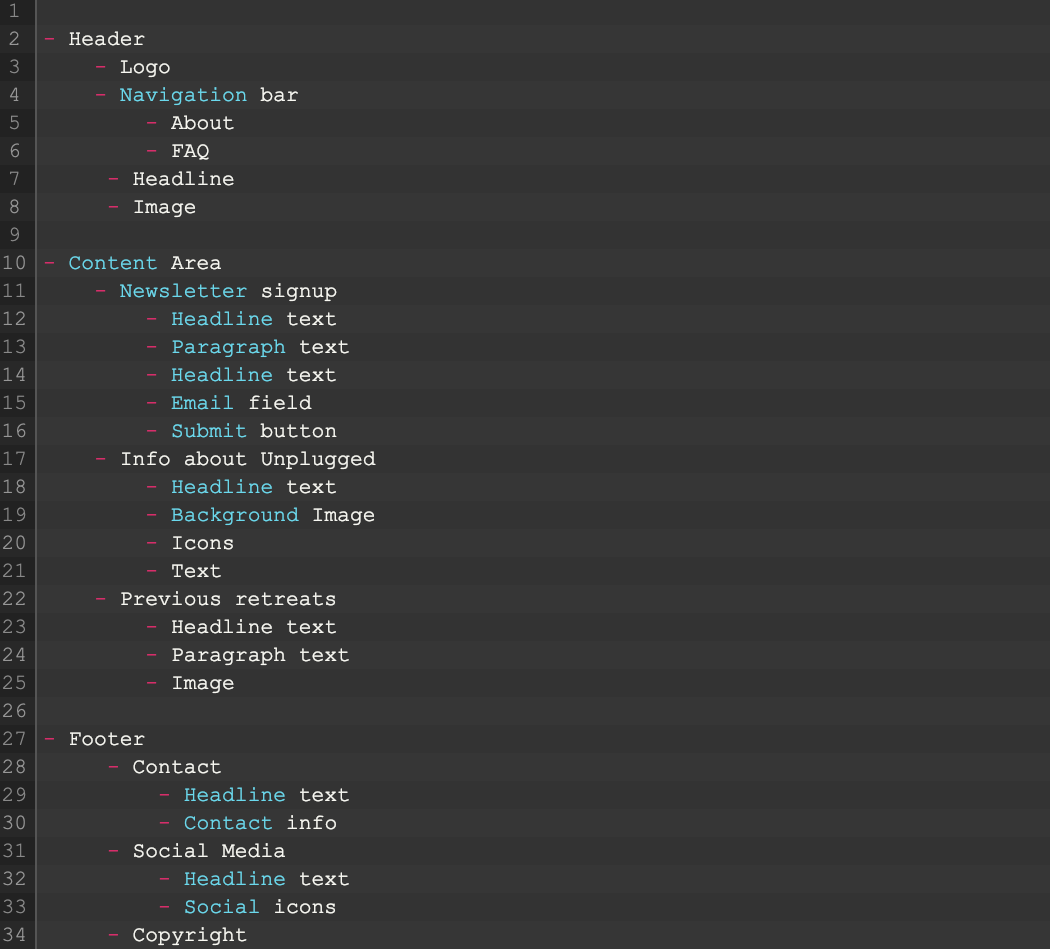 1
2 - Header
3     - Logo
4     - Navigation bar
5         - About
6         - FAQ
7      - Headline
8      - Image
9
10 - Content Area
11     - Newsletter signup
12         - Headline text
13         - Paragraph text
14         - Headline text
15         - Email field
16         - Submit button
17     - Info about Unplugged
18         - Headline text
19         - Background Image
20         - Icons
21         - Text
22     - Previous retreats
23         - Headline text
24         - Paragraph text
25         - Image
26
27 - Footer
28      - Contact
29          - Headline text
30          - Contact info
31      - Social Media
32          - Headline text
33          - Social icons
34      - Copyright